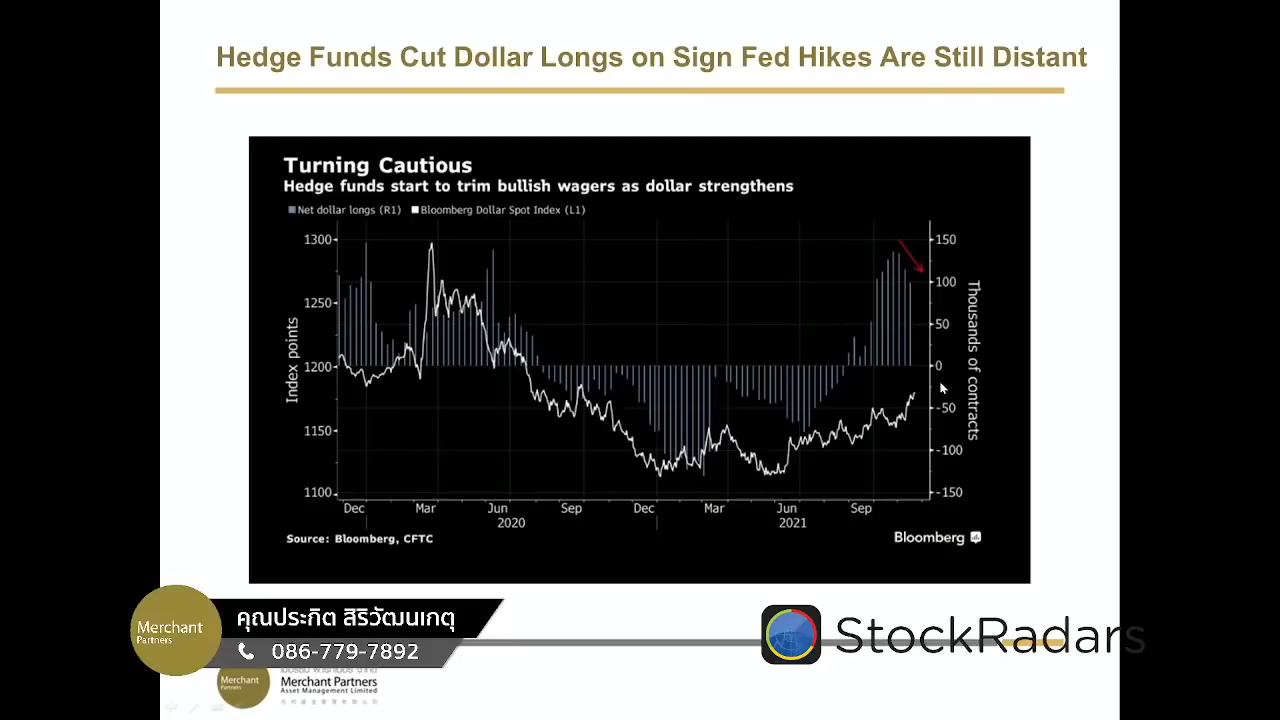 Hedge Funds Cut Dollar Longs on Sign Fed Hikes Are Still Distant
Turning Cautious
Hedge funds start to trim bullish wagers as dollar strengthens
Net dollar longs (R1) Bloomberg Dollar Spot Index (L1)
1300
1250
1200
1150
1100
Index points
150
100
50
0
-50
-100
-150
Thousands of contracts
Dec Mar Jun Sep Dec Mar Jun Sep
2020 2021
Source: Bloomberg, CFTC
Bloomberg
Merchant
Partners
คุณประกิต สิริวัฒนเกตุ
086-779-7892
StockRadars
Merchant
Partners
Merchant Partners
Asset Management Limited